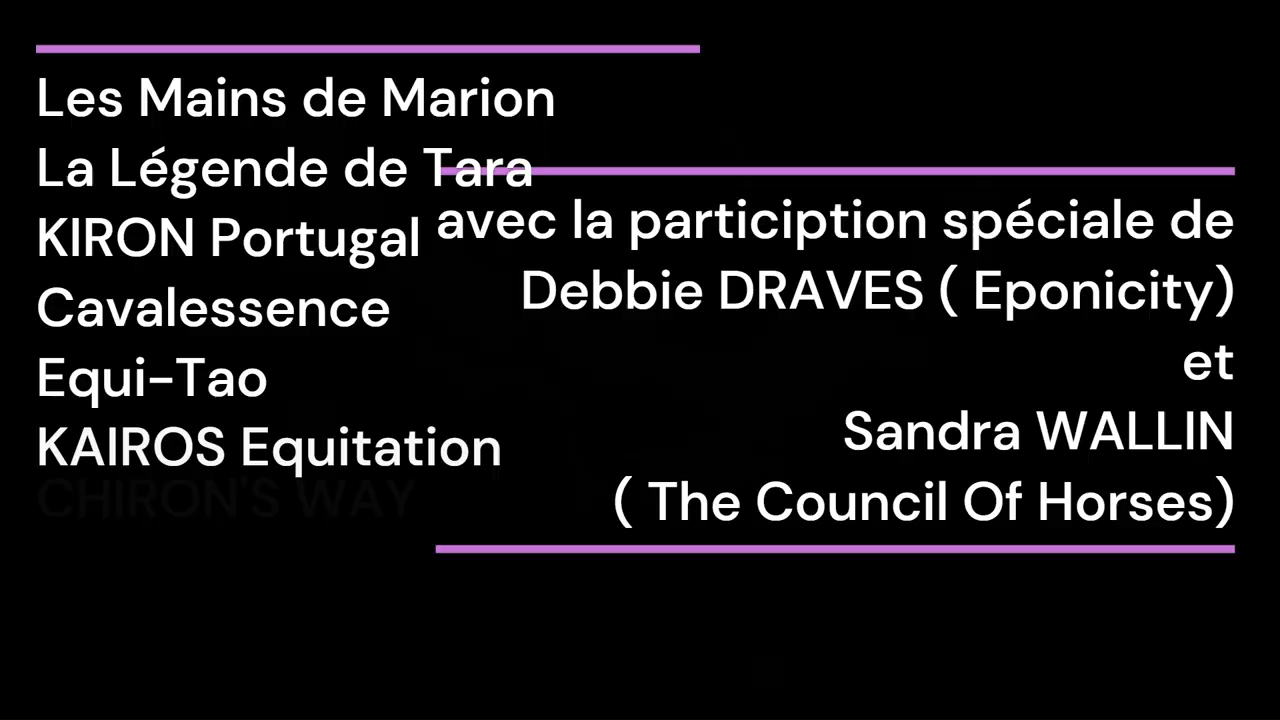 Les Mains de Marion
La Légende de Tara
KIRON Portugal
Cavalessence
Equi-Tao
KAIROS Equitation
CHIRON'S WAY
avec la particiption spéciale de
Debbie DRAVES ( Eponicity)
et
Sandra WALLIN
( The Council Of Horses)